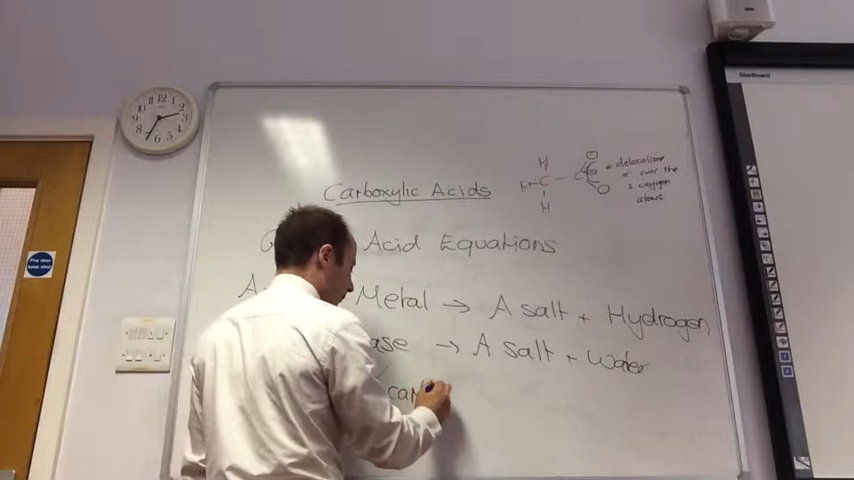 StarBoard
Carboxylic Acids
delocalised
over the
2 oxygen
atoms
Acid Equations
Metal → A salt + Hydrogen
→ A salt + Water
Fire door
keep shut